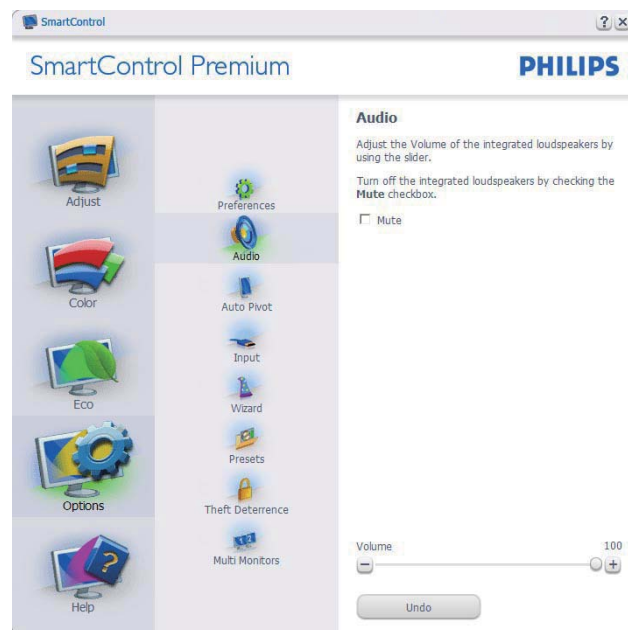 SmartControl
SmartControl Premium
PHILIPS
Adjust
Color
Eco
Options
Help
Preferences
Audio
Auto Pivot
Input
Wizard
Presets
Theft Deterrence
Multi Monitors
Audio
Adjust the Volume of the integrated loudspeakers by
using the slider.
Turn off the integrated loudspeakers by checking the
Mute checkbox.
Mute
Volume 100
Undo